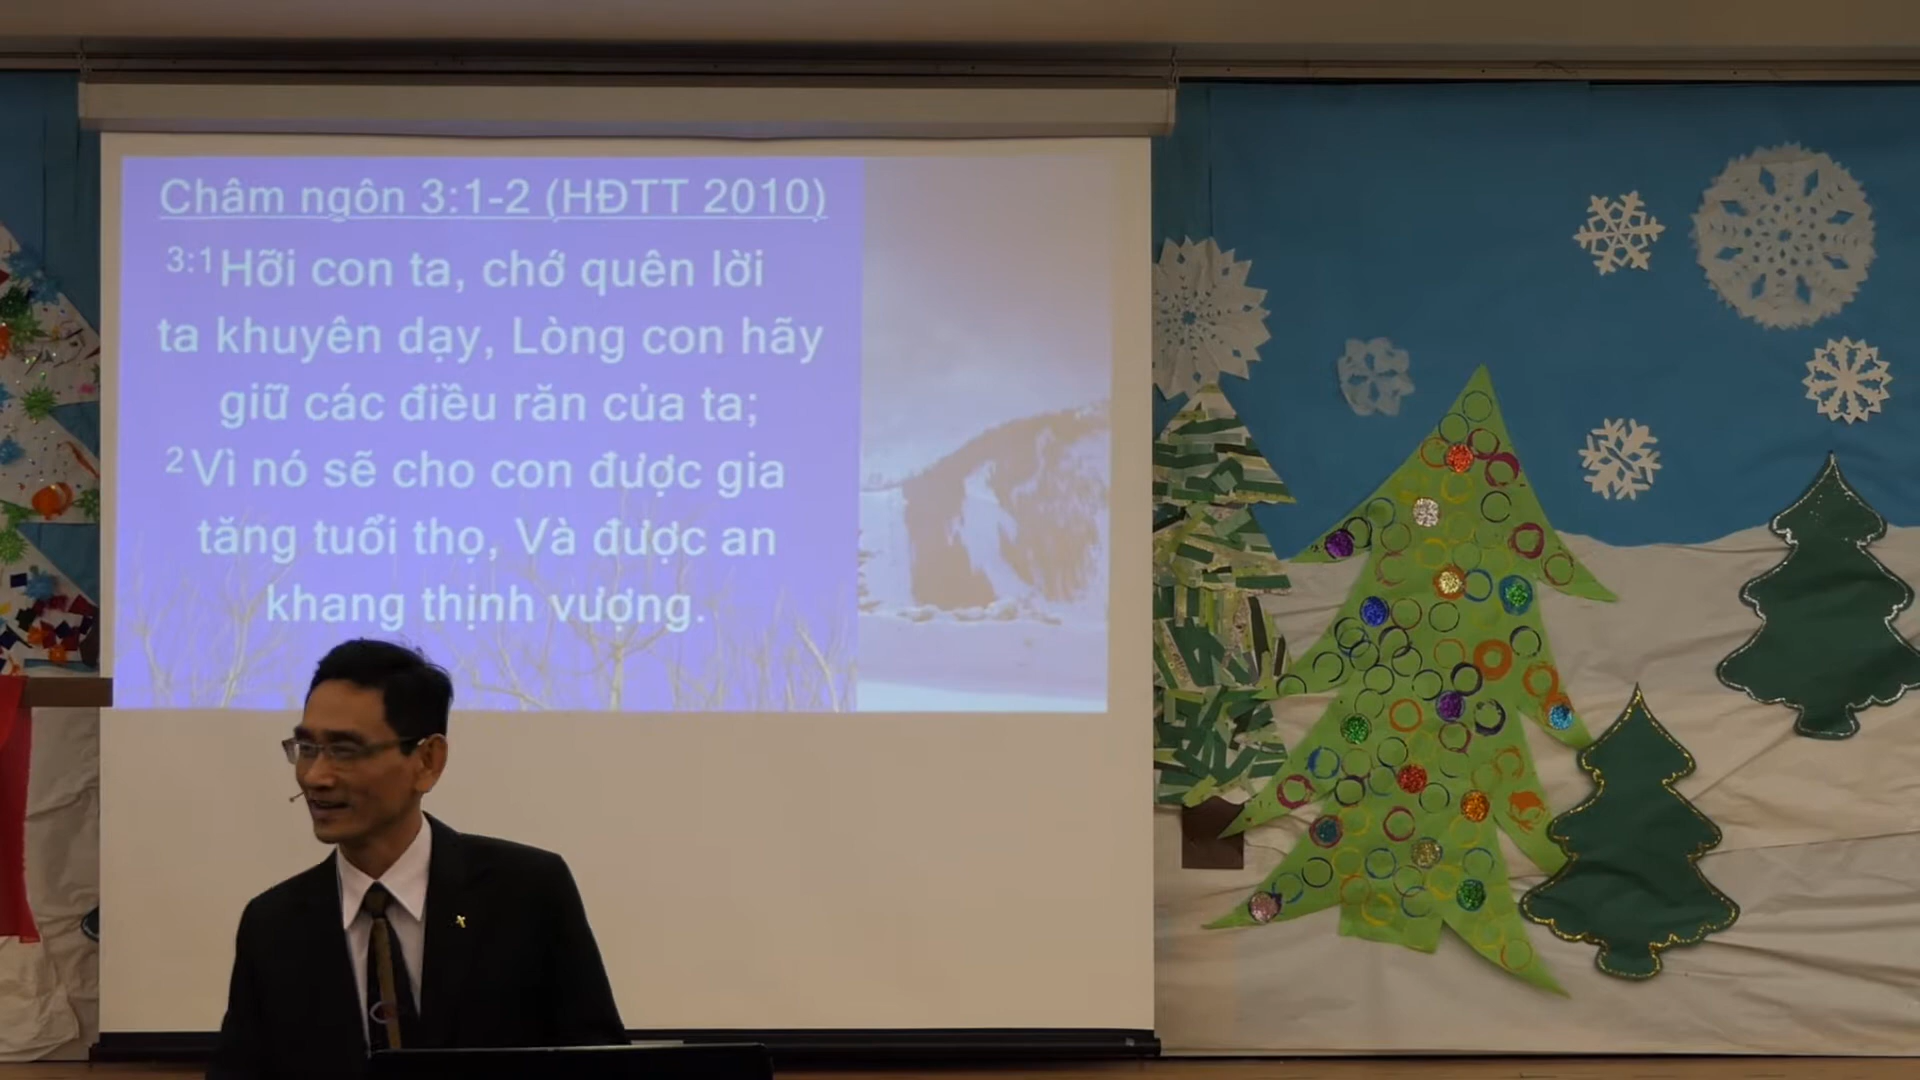 Châm ngôn 3:1-2 (HĐTT 2010)
3:1Hỡi con ta, chớ quên lời
ta khuyên dạy, Lòng con hãy
giữ các điều răn của ta;
2Vì nó sẽ cho con được gia
tăng tuổi thọ, Và được an
khang thịnh vượng.